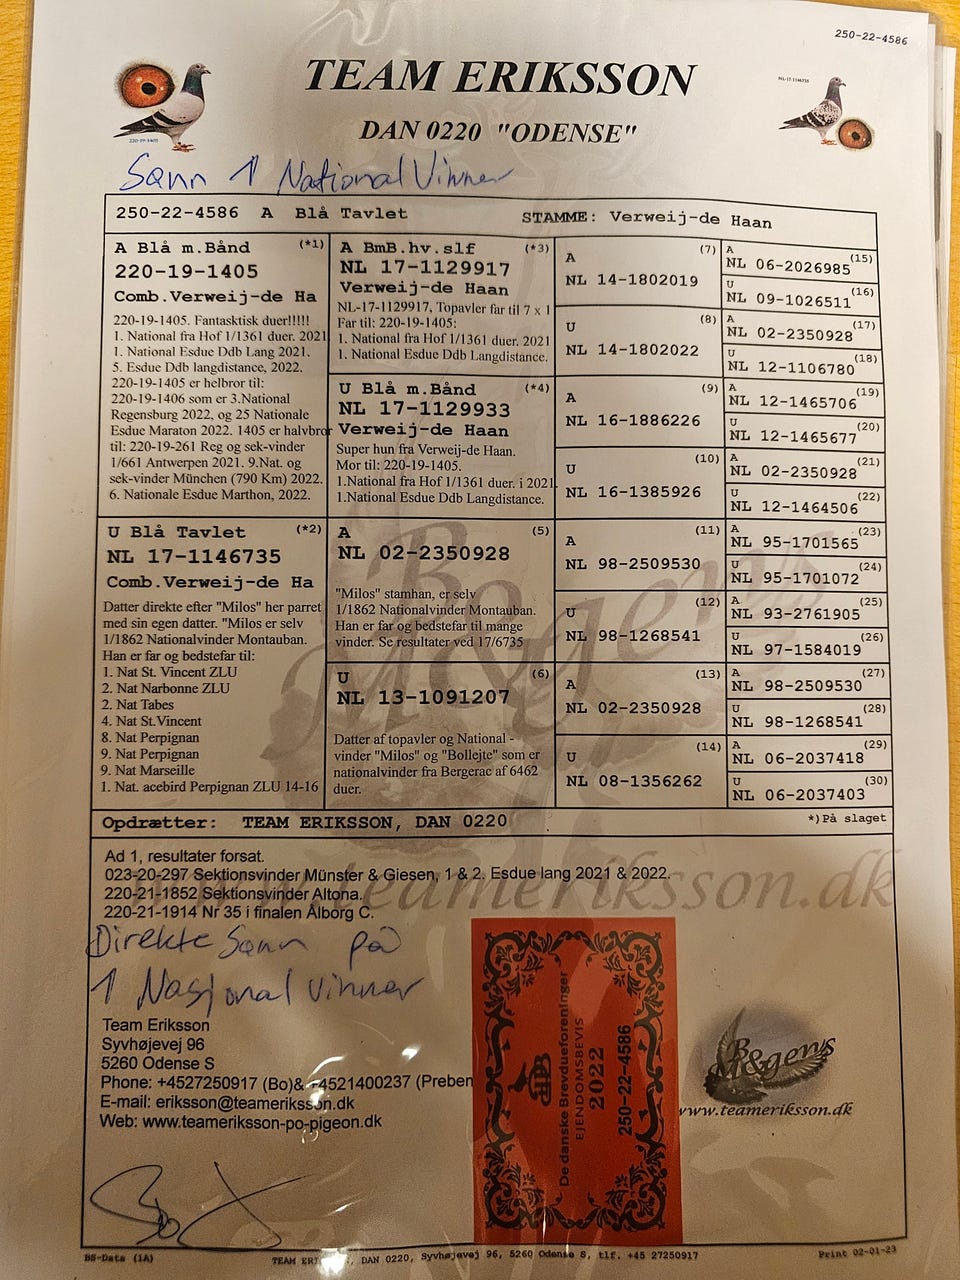 250-22-4586
TEAM ERIKSSON
DAN 0220 "ODENSE"
220-19-1405
NL-17-1146735
Sønn 1 National Vinner
250-22-4586 A Blå Tavlet STAMME: Verweij-de Haan
A Blå m.Bånd (*1)
220-19-1405
Comb.Verweij-de Ha
220-19-1405. Fantasktisk duer!!!!!
1. National fra Hof 1/1361 duer. 2021
1. National Esdue Ddb Lang 2021.
5. Esdue Ddb langdistance, 2022.
220-19-1405 er helbror til:
220-19-1406 som er 3.National
Regensburg 2022, og 25 Nationale
Esdue Maraton 2022. 1405 er halvbror
til: 220-19-261 Reg og sek-vinder
1/661 Antwerpen 2021. 9.Nat. og
sek-vinder München (790 Km) 2022.
6. Nationale Esdue Marthon, 2022.
U Blå Tavlet (*2)
NL 17-1146735
Comb.Verweij-de Ha
Datter direkte efter "Milos" her parret
med sin egen datter. "Milos er selv
1/1862 Nationalvinder Montauban.
Han er far og bedstefar til:
1. Nat St. Vincent ZLU
2. Nat Narbonne ZLU
2. Nat Tabes
4. Nat St.Vincent
8. Nat Perpignan
9. Nat Perpignan
9. Nat Marseille
1. Nat. acebird Perpignan ZLU 14-16
A BmB.hv.slf (*3)
NL 17-1129917
Verweij-de Haan
NL-17-1129917, Topavler far til 7 x 1
Far til: 220-19-1405:
1. National fra Hof 1/1361 duer. 2021
1. National Esdue Ddb Langdistance.
U Blå m.Bånd (*4)
NL 17-1129933
Verweij-de Haan
Super hun fra Verweij-de Haan.
Mor til: 220-19-1405.
1.National fra Hof 1/1361 duer. i 2021.
1.National Esdue Ddb Langdistance.
A (5)
NL 02-2350928
"Milos" stamhan, er selv
1/1862 Nationalvinder Montauban.
Han er far og bedstefar til mange
vinder. Se resultater ved 17/6735
U (6)
NL 13-1091207
Datter af topavler og National -
vinder "Milos" og "Bollejte" som er
nationalvinder fra Bergerac af 6462
duer.
A (7)
NL 14-1802019
U (8)
NL 14-1802022
A (9)
NL 16-1886226
U (10)
NL 16-1385926
A (11)
NL 98-2509530
U (12)
NL 98-1268541
A (13)
NL 02-2350928
U (14)
NL 08-1356262
A (15)
NL 06-2026985
U (16)
NL 09-1026511
A (17)
NL 02-2350928
U (18)
NL 12-1106780
A (19)
NL 12-1465706
U (20)
NL 12-1465677
A (21)
NL 02-2350928
U (22)
NL 12-1464506
A (23)
NL 95-1701565
U (24)
NL 95-1701072
A (25)
NL 93-2761905
U (26)
NL 97-1584019
A (27)
NL 98-2509530
U (28)
NL 98-1268541
A (29)
NL 06-2037418
U (30)
NL 06-2037403
Opdrætter: TEAM ERIKSSON, DAN 0220 *)På slaget
Ad 1, resultater forsat.
023-20-297 Sektionsvinder Münster & Giesen, 1 & 2. Esdue lang 2021 & 2022.
220-21-1852 Sektionsvinder Altona.
220-21-1914 Nr 35 i finalen Ålborg C.
www.teameriksson.dk
Direkte Sønn på
1 Nasjonal vinner
Team Eriksson
Syvhøjevej 96
5260 Odense S
Phone: +4527250917 (Bo)& +4521400237 (Preben
E-mail: eriksson@teameriksson.dk
Web: www.teameriksson-po-pigeon.dk
De danske Brevdueforeninger
EJENDOMSBEVIS
2022
250-22-4586
B&gens
www.teameriksson.dk
BS-Data (1A) TEAM ERIKSSON, DAN 0220, Syvhøjevej 96, 5260 Odense S, tlf. +45 27250917 Print 02-01-23